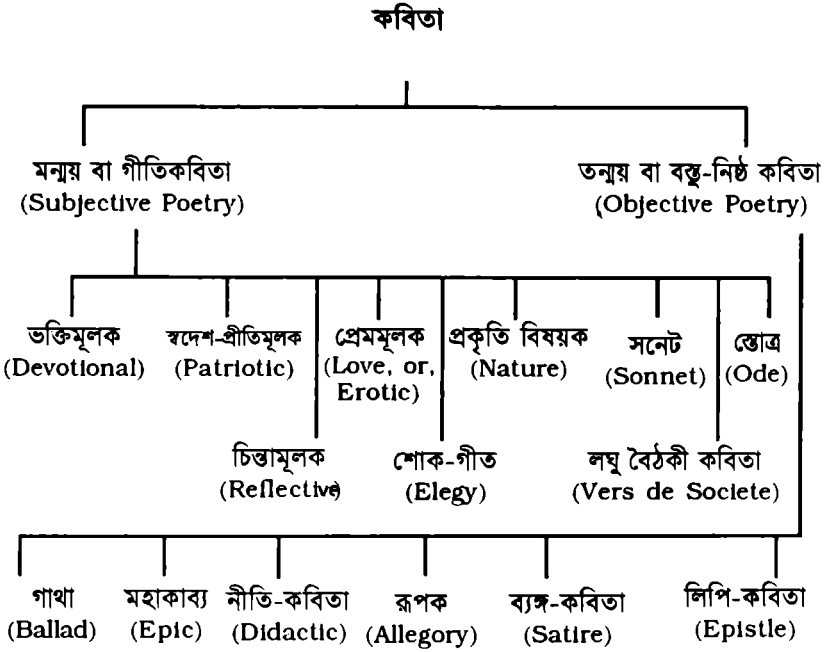 কবিতা
মন্ময় বা গীতিকবিতা
(Subjective Poetry)
তন্ময় বা বস্তু-নিষ্ঠ কবিতা
(Objective Poetry)
ভক্তিমূলক
(Devotional)
স্বদেশ-প্রীতিমূলক
(Patriotic)
প্রেমমূলক
(Love, or,
Erotic)
প্রকৃতি বিষয়ক
(Nature)
সনেট
(Sonnet)
স্তোত্র
(Ode)
চিন্তামূলক
(Reflective)
শোক-গীত
(Elegy)
লঘু বৈঠকী কবিতা
(Vers de Societe)
গাথা
(Ballad)
মহাকাব্য
(Epic)
নীতি-কবিতা
(Didactic)
রূপক
(Allegory)
ব্যঙ্গ-কবিতা
(Satire)
লিপি-কবিতা
(Epistle)